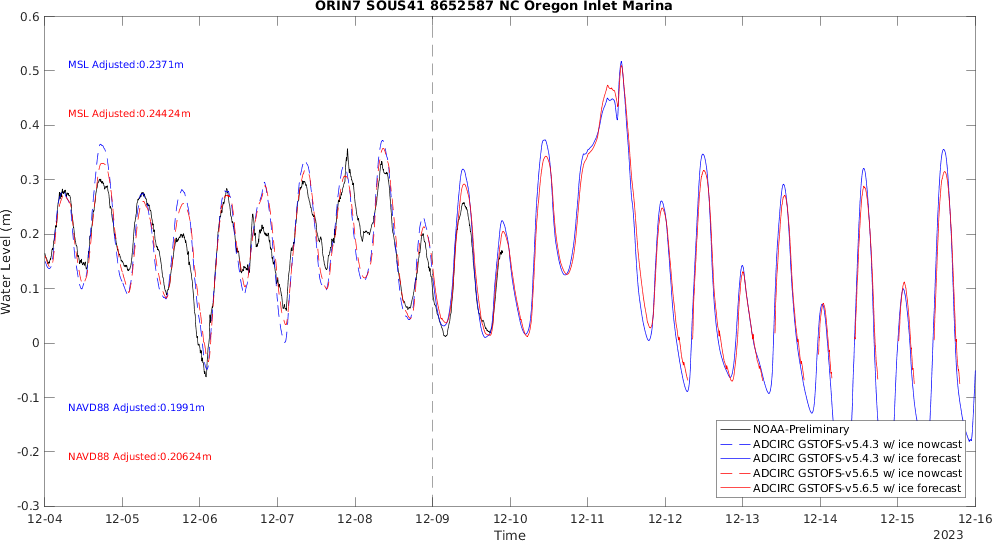 ORIN7 SOUS41 8652587 NC Oregon Inlet Marina
0.6
0.5
0.4
0.3
0.2
0.1
0
-0.1
-0.2
-0.3
Water Level (m)
MSL Adjusted:0.2371m
MSL Adjusted:0.24424m
NAVD88 Adjusted:0.1991m
NAVD88 Adjusted:0.20624m
NOAA-Preliminary
ADCIRC GSTOFS-v5.4.3 w/ ice nowcast
ADCIRC GSTOFS-v5.4.3 w/ ice forecast
ADCIRC GSTOFS-v5.6.5 w/ ice nowcast
ADCIRC GSTOFS-v5.6.5 w/ ice forecast
12-04 12-05 12-06 12-07 12-08 12-09 12-10 12-11 12-12 12-13 12-14 12-15 12-16
Time
2023